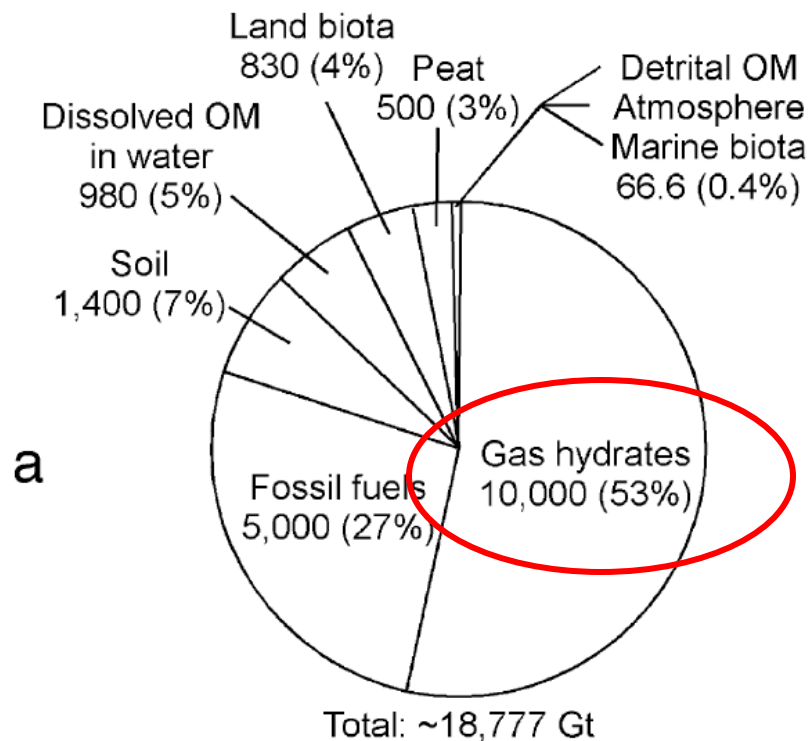 Land biota
830 (4%)
Peat
500 (3%)
Detrital OM
Atmosphere
Marine biota
66.6 (0.4%)
Dissolved OM
in water
980 (5%)
Soil
1,400 (7%)
a
Gas hydrates
10,000 (53%)
Fossil fuels
5,000 (27%)
Total: ~18,777 Gt